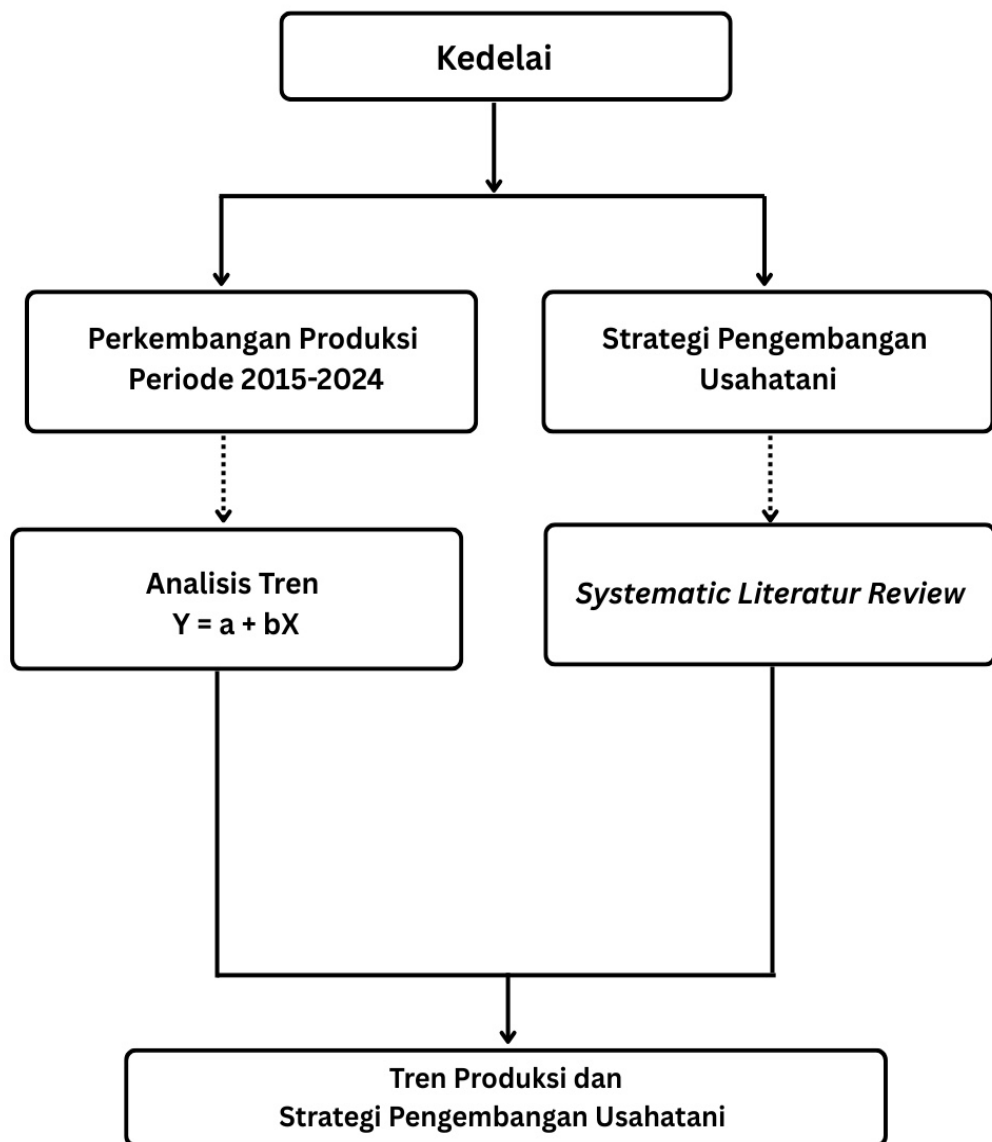 Kedelai
Perkembangan Produksi
Periode 2015-2024
Strategi Pengembangan
Usahatani
Analisis Tren
Y = a + bX
Systematic Literatur Review
Tren Produksi dan
Strategi Pengembangan Usahatani